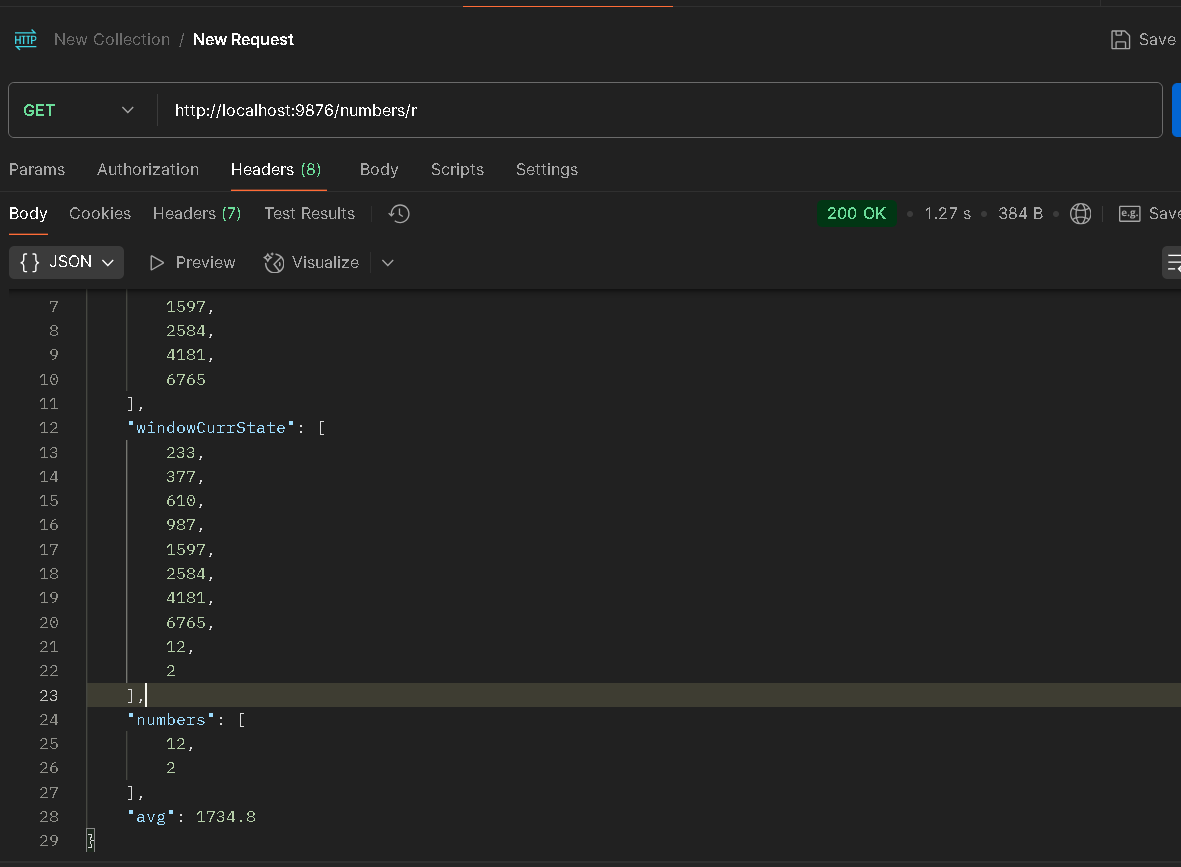 HTTP New Collection / New Request Save
GET http://localhost:9876/numbers/r
Params Authorization Headers (8) Body Scripts Settings
Body Cookies Headers (7) Test Results 200 OK 1.27 s 384 B e.g. Save
{} JSON Preview Visualize
7 1597,
8 2584,
9 4181,
10 6765
11 ],
12 "windowCurrState": [
13 233,
14 377,
15 610,
16 987,
17 1597,
18 2584,
19 4181,
20 6765,
21 12,
22 2
23 ],
24 "numbers": [
25 12,
26 2
27 ],
28 "avg": 1734.8
29 }